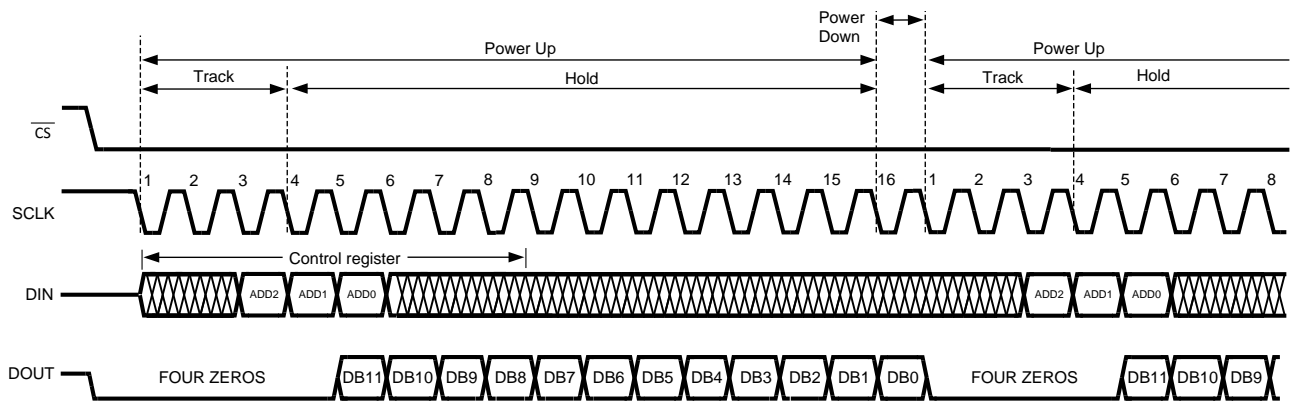 Power
Down
Power Up
Power Up
Track
Hold
Track
Hold
CS
1 2 3 4 5 6 7 8 9 10 11 12 13 14 15 16 1 2 3 4 5 6 7 8
SCLK
Control register
DIN
ADD2 ADD1 ADD0 ADD2 ADD1 ADD0
DOUT
FOUR ZEROS DB11 DB10 DB9 DB8 DB7 DB6 DB5 DB4 DB3 DB2 DB1 DB0 FOUR ZEROS DB11 DB10 DB9